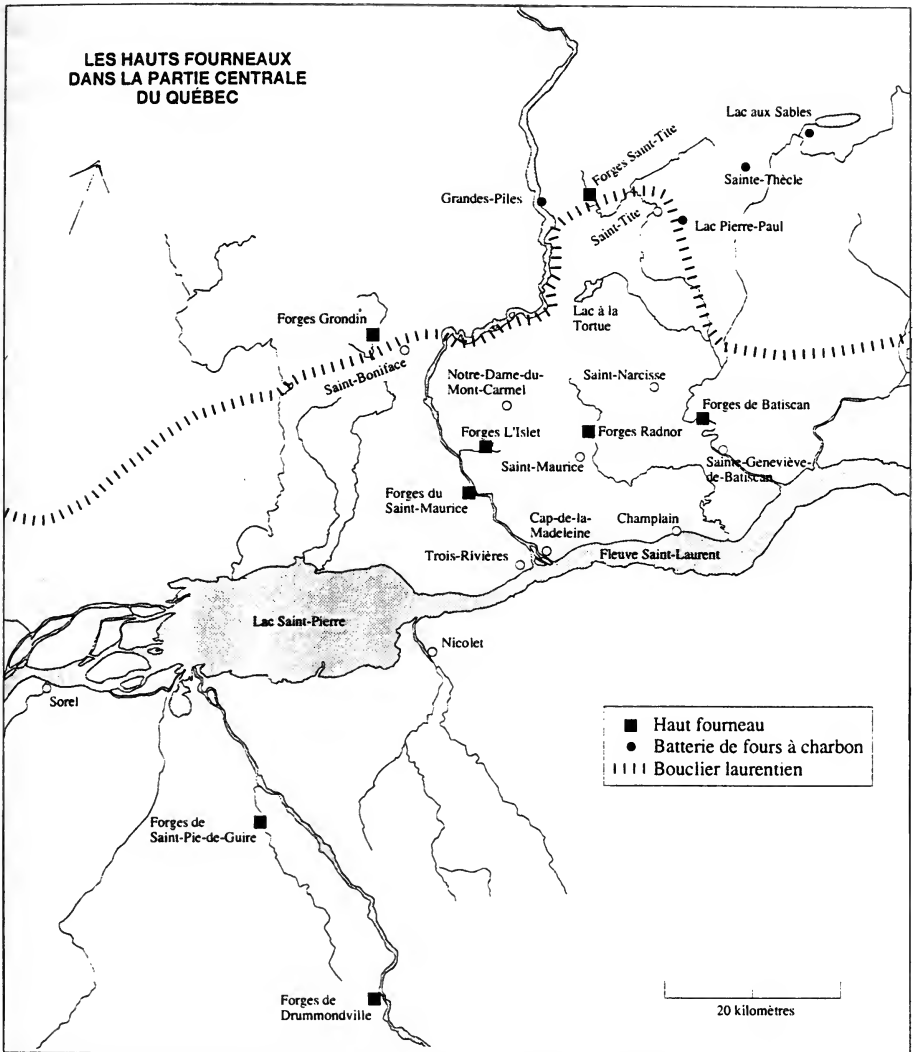 LES HAUTS FOURNEAUX
DANS LA PARTIE CENTRALE
DU QUÉBEC
Lac aux Sables
Forges Saint-Tite
Sainte-Thècle
Grandes-Piles
Saint-Tite
Lac Pierre-Paul
Lac à la
Tortue
Forges Grondin
Saint-Boniface
Notre-Dame-du-
Mont-Carmel
Saint-Narcisse
Forges de Batiscan
Forges L'Islet
Forges Radnor
Saint-Maurice
Sainte-Geneviève-
de-Batiscan
Forges du
Saint-Maurice
Cap-de-la-
Madeleine
Champlain
Trois-Rivières
Fleuve Saint-Laurent
Lac Saint-Pierre
Nicolet
Sorel
Haut fourneau
Batterie de fours à charbon
Bouclier laurentien
Forges de
Saint-Pie-de-Guire
Forges de
Drummondville
20 kilomètres